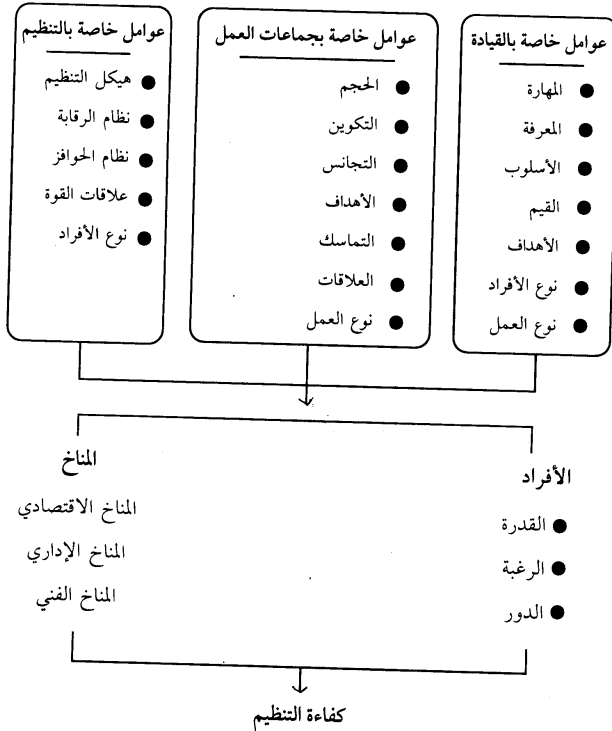 عوامل خاصة بالقيادة
المهارة
المعرفة
الأسلوب
القيم
الأهداف
نوع الأفراد
نوع العمل
عوامل خاصة بجماعات العمل
الحجم
التكوين
التجانس
الأهداف
التماسك
العلاقات
نوع العمل
عوامل خاصة بالتنظيم
هيكل التنظيم
نظام الرقابة
نظام الحوافز
علاقات القوة
نوع الأفراد
الأفراد
القدرة
الرغبة
الدور
المناخ
المناخ الاقتصادي
المناخ الإداري
المناخ الفني
كفاءة التنظيم